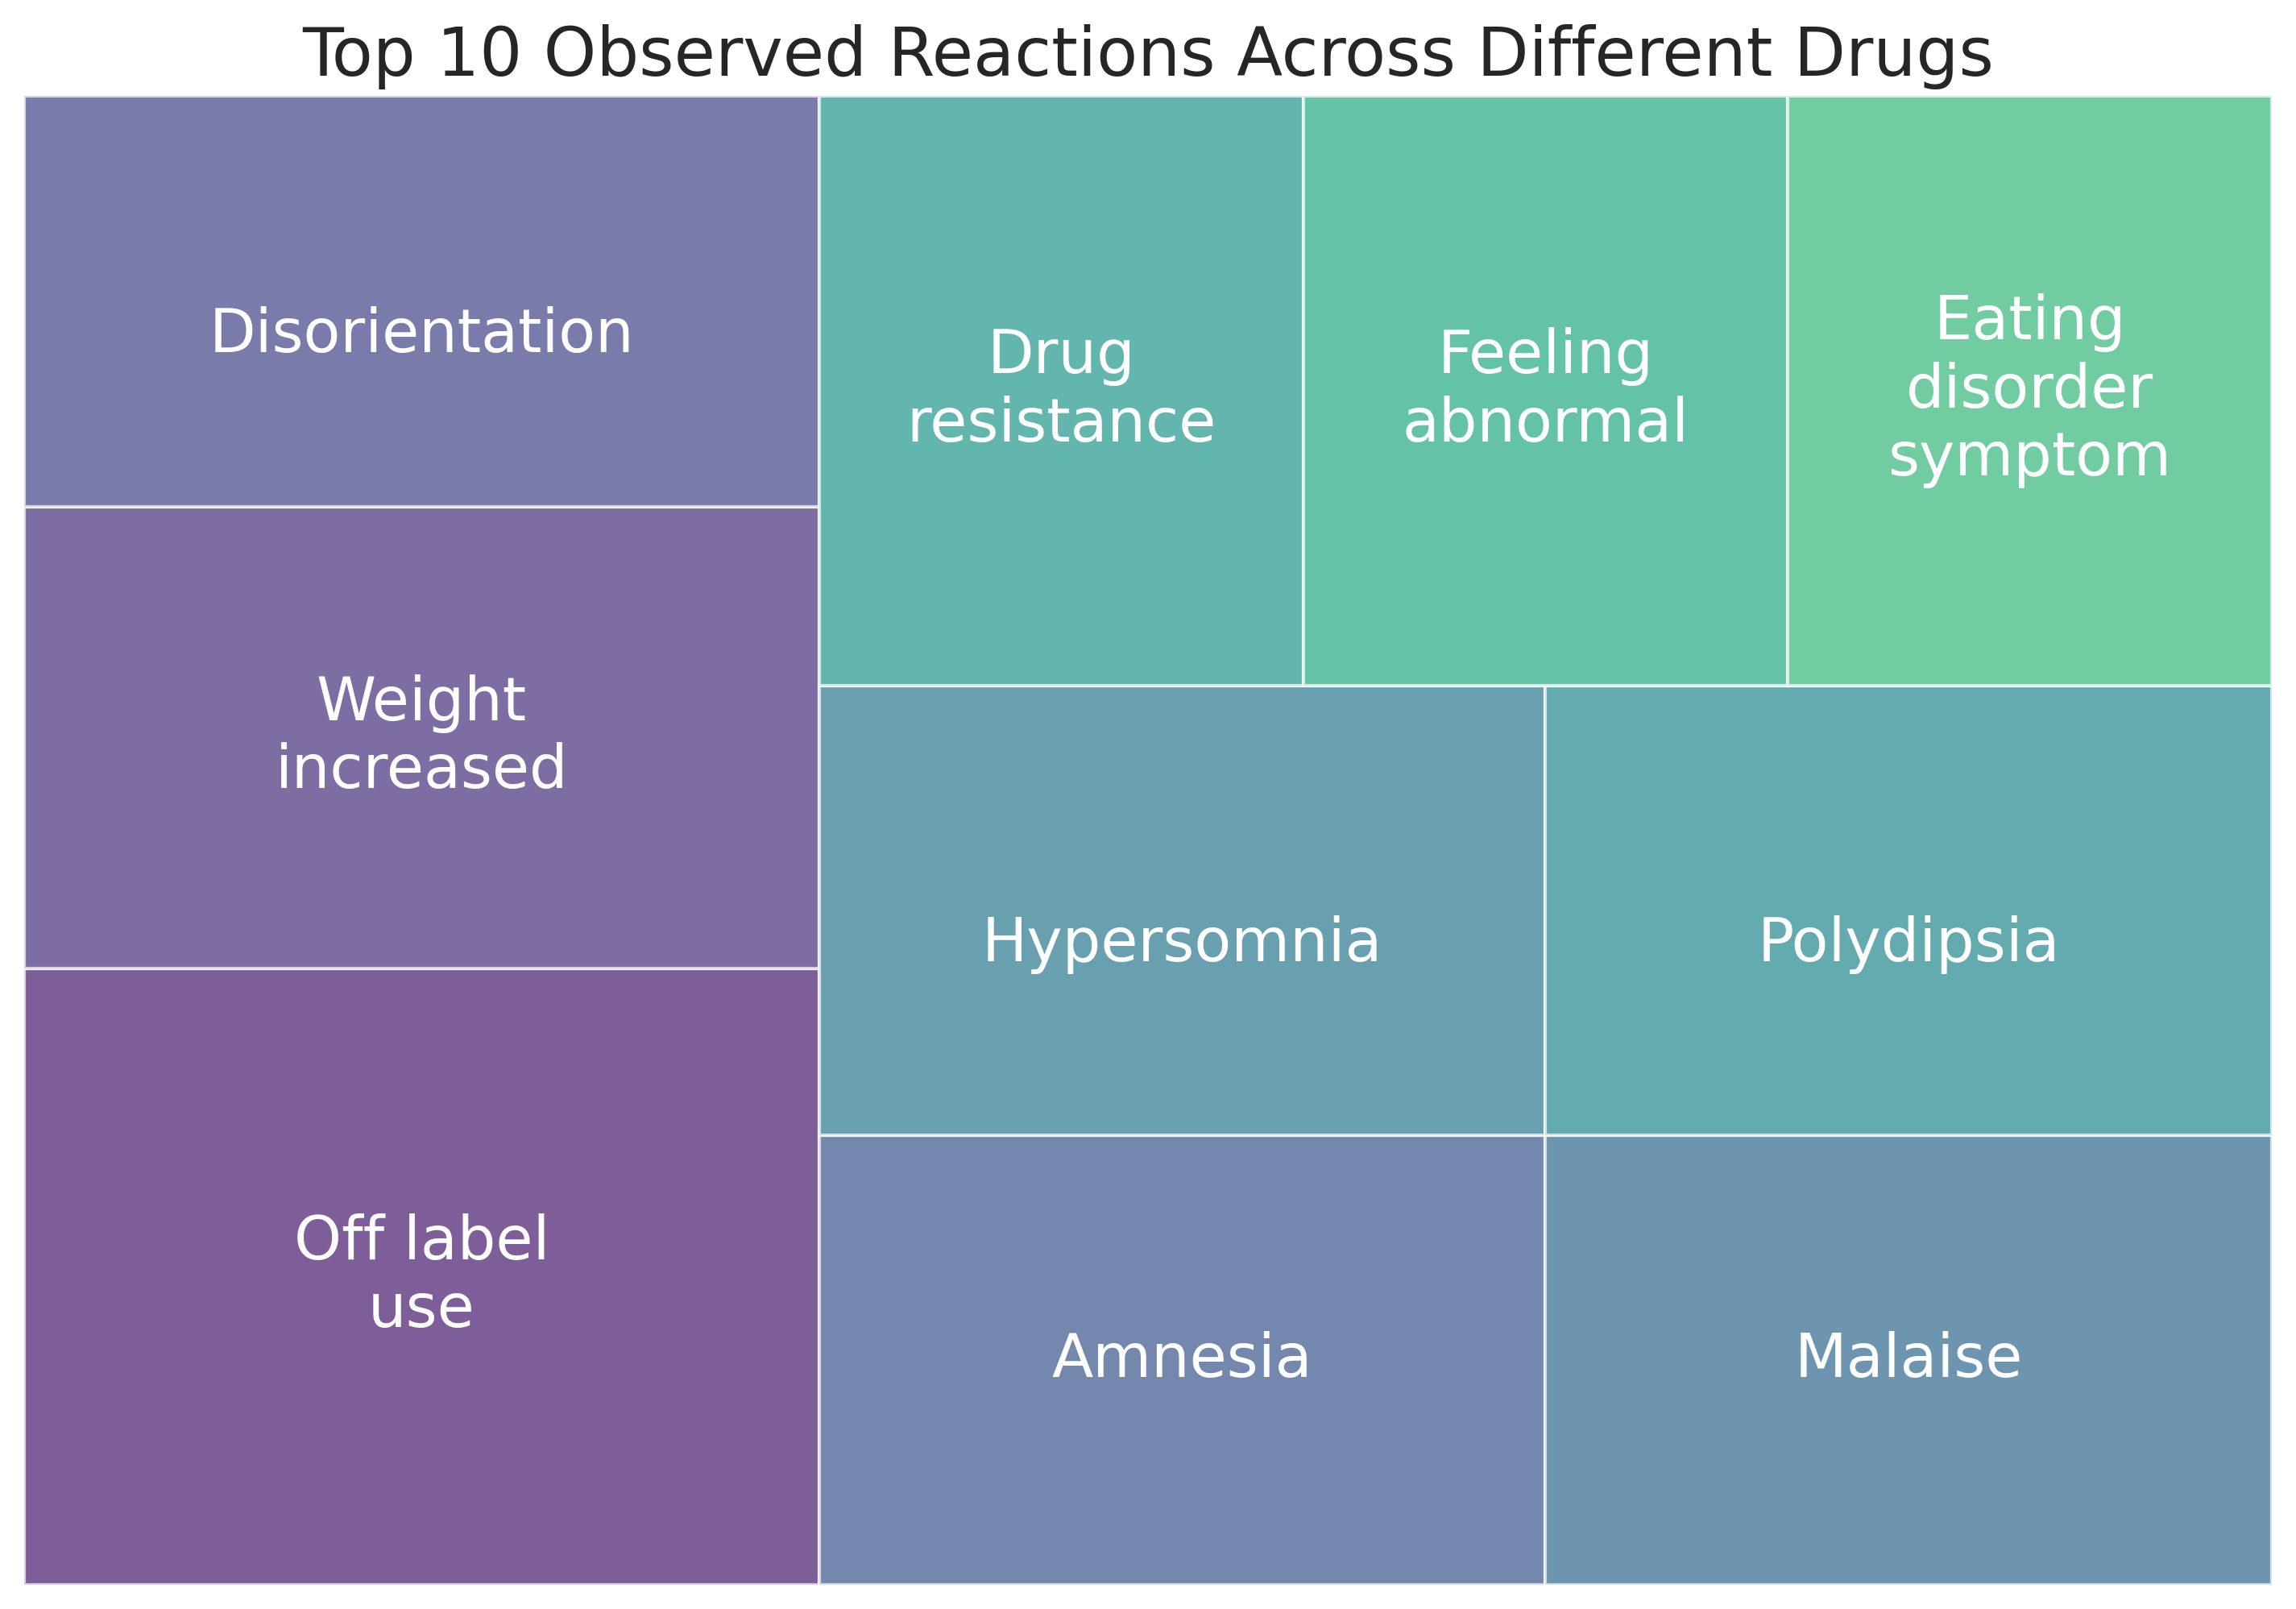 Top 10 Observed Reactions Across Different Drugs
Disorientation
Weight
increased
Off label
use
Drug
resistance
Feeling
abnormal
Eating
disorder
symptom
Hypersomnia
Polydipsia
Amnesia
Malaise